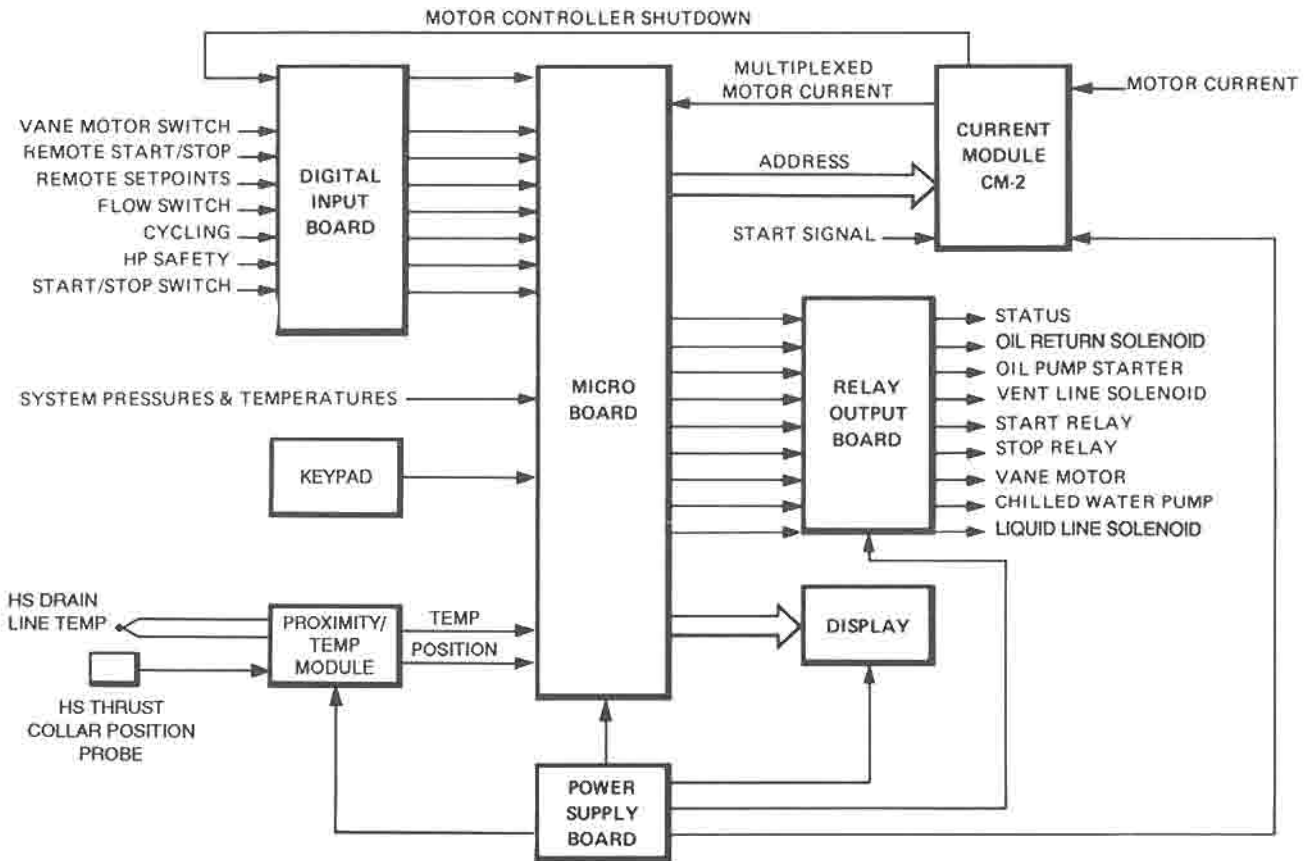 MOTOR CONTROLLER SHUTDOWN
MULTIPLEXED
MOTOR CURRENT
MOTOR CURRENT
CURRENT
MODULE
CM-2
ADDRESS
START SIGNAL
VANE MOTOR SWITCH
REMOTE START/STOP
REMOTE SETPOINTS
FLOW SWITCH
CYCLING
HP SAFETY
START/STOP SWITCH
DIGITAL
INPUT
BOARD
SYSTEM PRESSURES & TEMPERATURES
MICRO
BOARD
KEYPAD
RELAY
OUTPUT
BOARD
STATUS
OIL RETURN SOLENOID
OIL PUMP STARTER
VENT LINE SOLENOID
START RELAY
STOP RELAY
VANE MOTOR
CHILLED WATER PUMP
LIQUID LINE SOLENOID
HS DRAIN
LINE TEMP
PROXIMITY/
TEMP
MODULE
TEMP
POSITION
HS THRUST
COLLAR POSITION
PROBE
DISPLAY
POWER
SUPPLY
BOARD